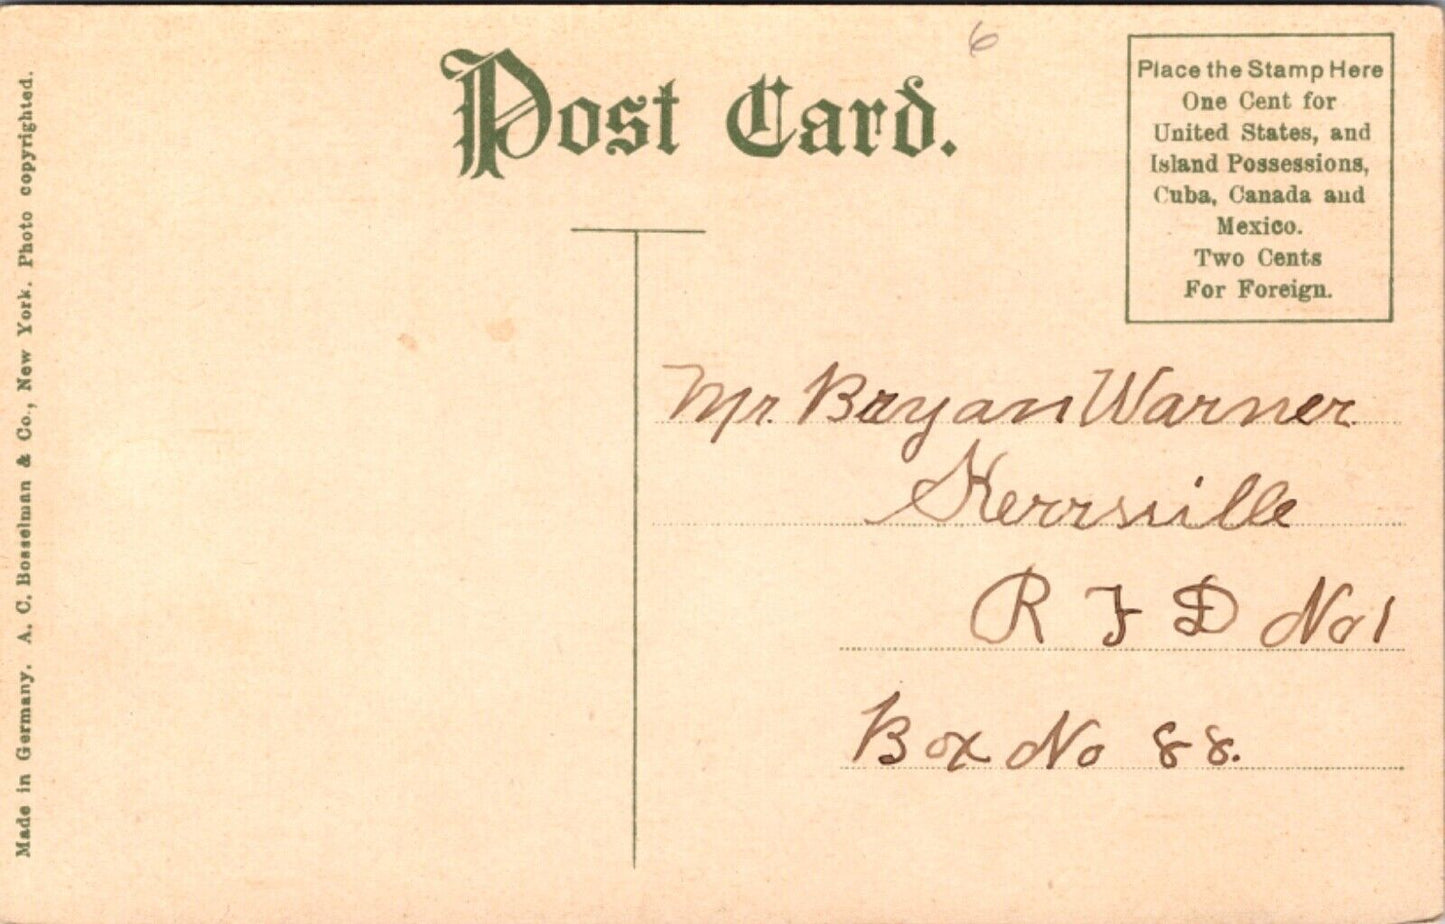 6
Post Card.
Place the Stamp Here
One Cent for
United States, and
Island Possessions,
Cuba, Canada and
Mexico.
Two Cents
For Foreign.
Made in Germany. A. C. Bosselman & Co., New York. Photo copyrighted.
Mr. Bryan Warner
Kerrsville
R F D No 1
Box No 88.